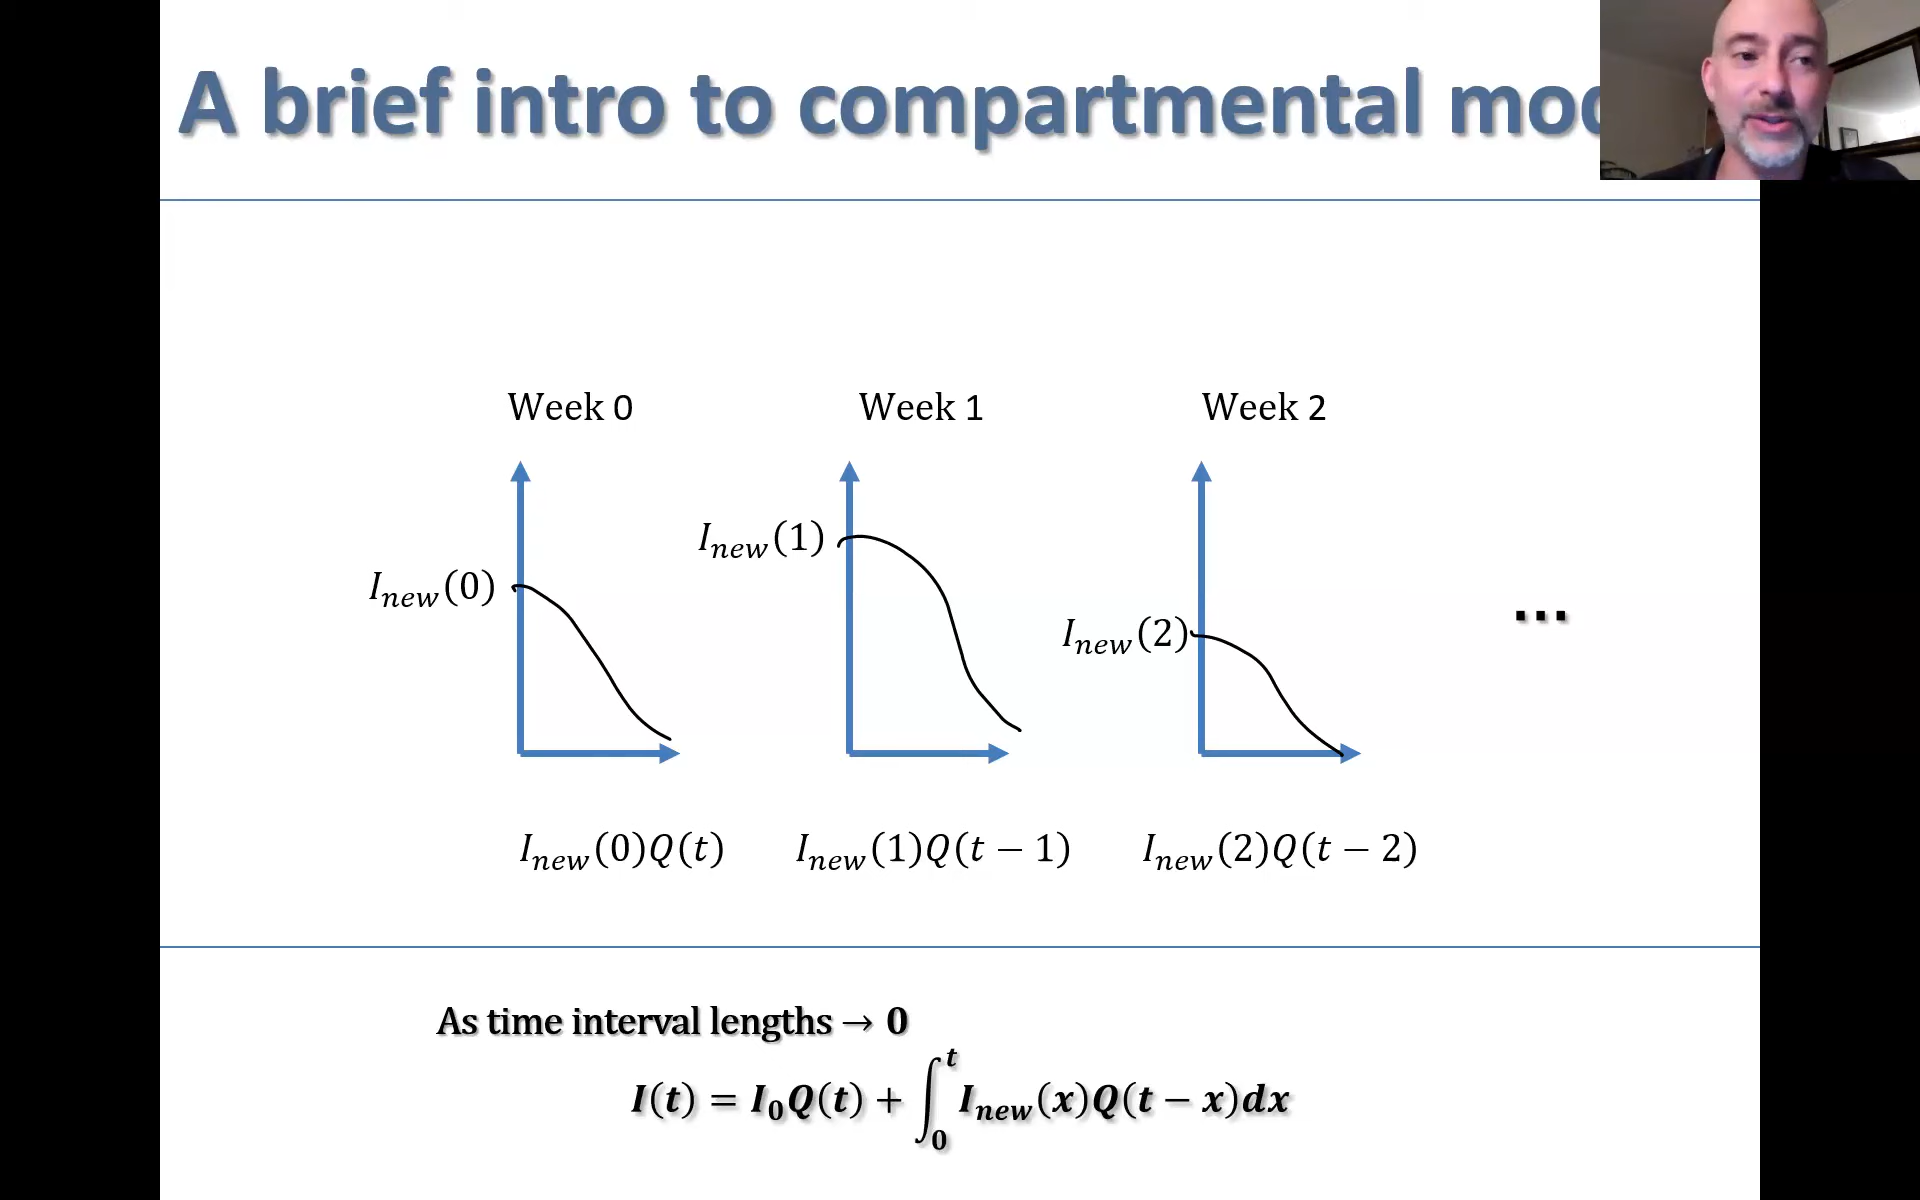 A brief intro to compartmental
Week 0 Week 1 Week 2
I_new(1)
I_new(0)
I_new(2)
...
I_new(0)Q(t) I_new(1)Q(t − 1) I_new(2)Q(t − 2)
As time interval lengths → 0
I(t) = I_0Q(t) + ∫_0^t I_new(x)Q(t − x)dx